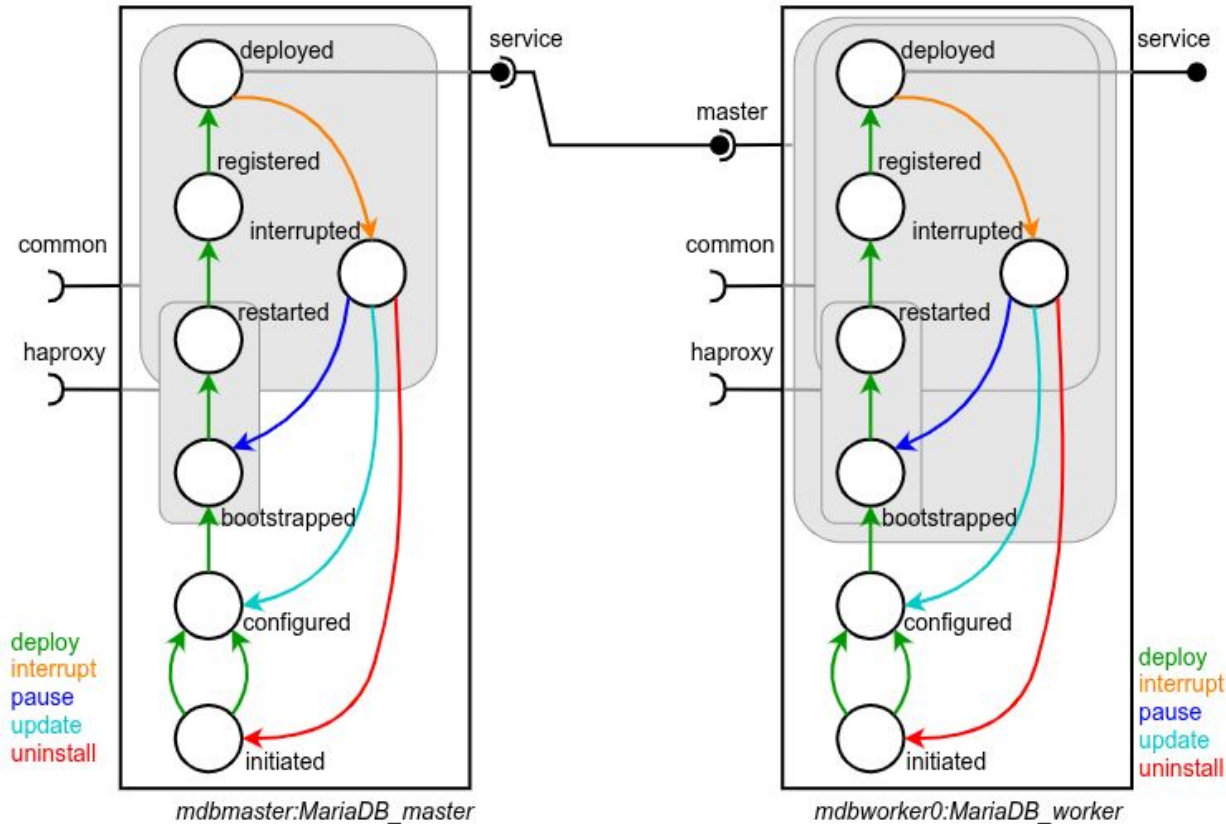 deployed
service
registered
interrupted
common
restarted
haproxy
bootstrapped
configured
initiated
deploy
interrupt
pause
update
uninstall
mdbmaster:MariaDB_master
deployed
service
master
registered
interrupted
common
restarted
haproxy
bootstrapped
configured
initiated
deploy
interrupt
pause
update
uninstall
mdbworker0:MariaDB_worker